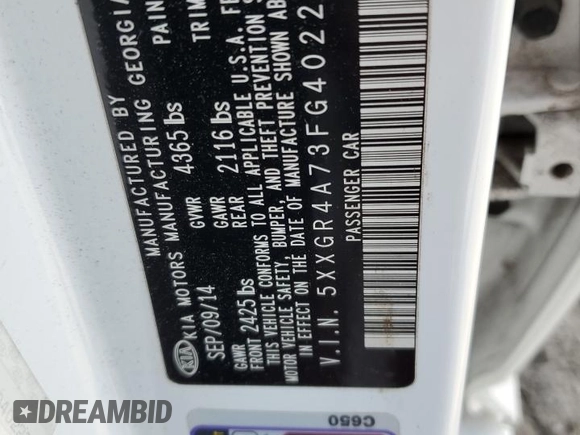 MANUFACTURED BY
KIA MOTORS MANUFACTURING GEORGIA
KIA
SEP/09/14
GVWR 4365 lbs
PAIN
GAWR FRONT 2425 lbs
GAWR REAR 2116 lbs
TRIM
THIS VEHICLE CONFORMS TO ALL APPLICABLE U.S.A. FE
MOTOR VEHICLE SAFETY, BUMPER, AND THEFT PREVENTION S
IN EFFECT ON THE DATE OF MANUFACTURE SHOWN AB
V.I.N. 5XXGR4A73FG4022
PASSENGER CAR
C650
DREAMBID